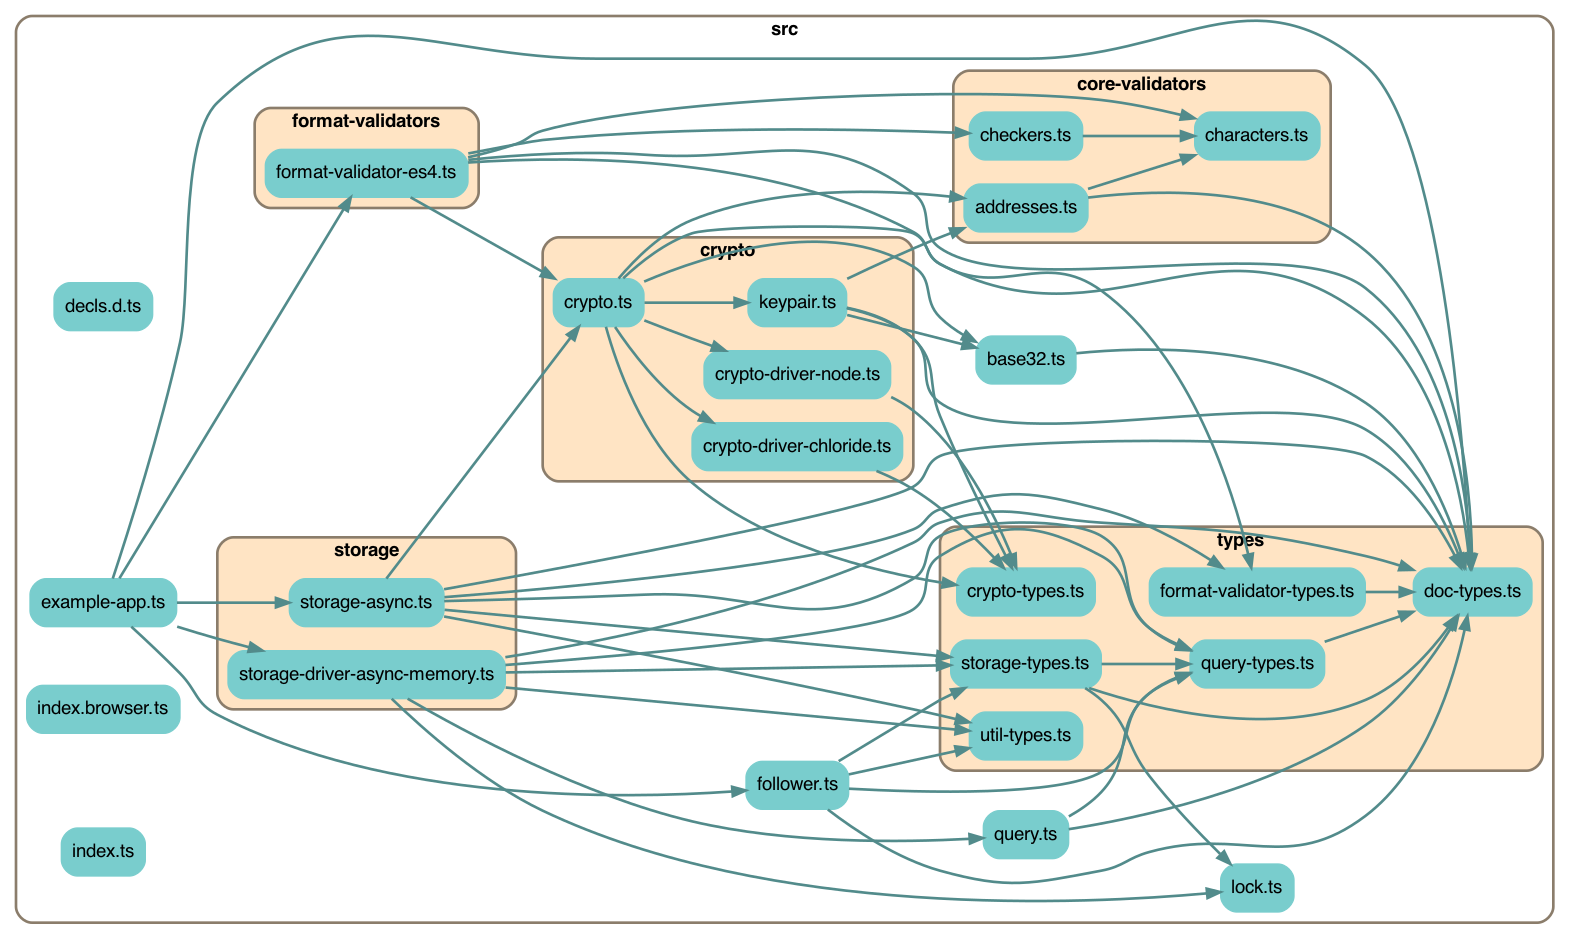 src
core-validators
checkers.ts
characters.ts
addresses.ts
format-validators
format-validator-es4.ts
crypto
crypto.ts
keypair.ts
crypto-driver-node.ts
crypto-driver-chloride.ts
decls.d.ts
base32.ts
storage
storage-async.ts
storage-driver-async-memory.ts
example-app.ts
types
crypto-types.ts
format-validator-types.ts
doc-types.ts
storage-types.ts
query-types.ts
util-types.ts
index.browser.ts
follower.ts
query.ts
index.ts
lock.ts